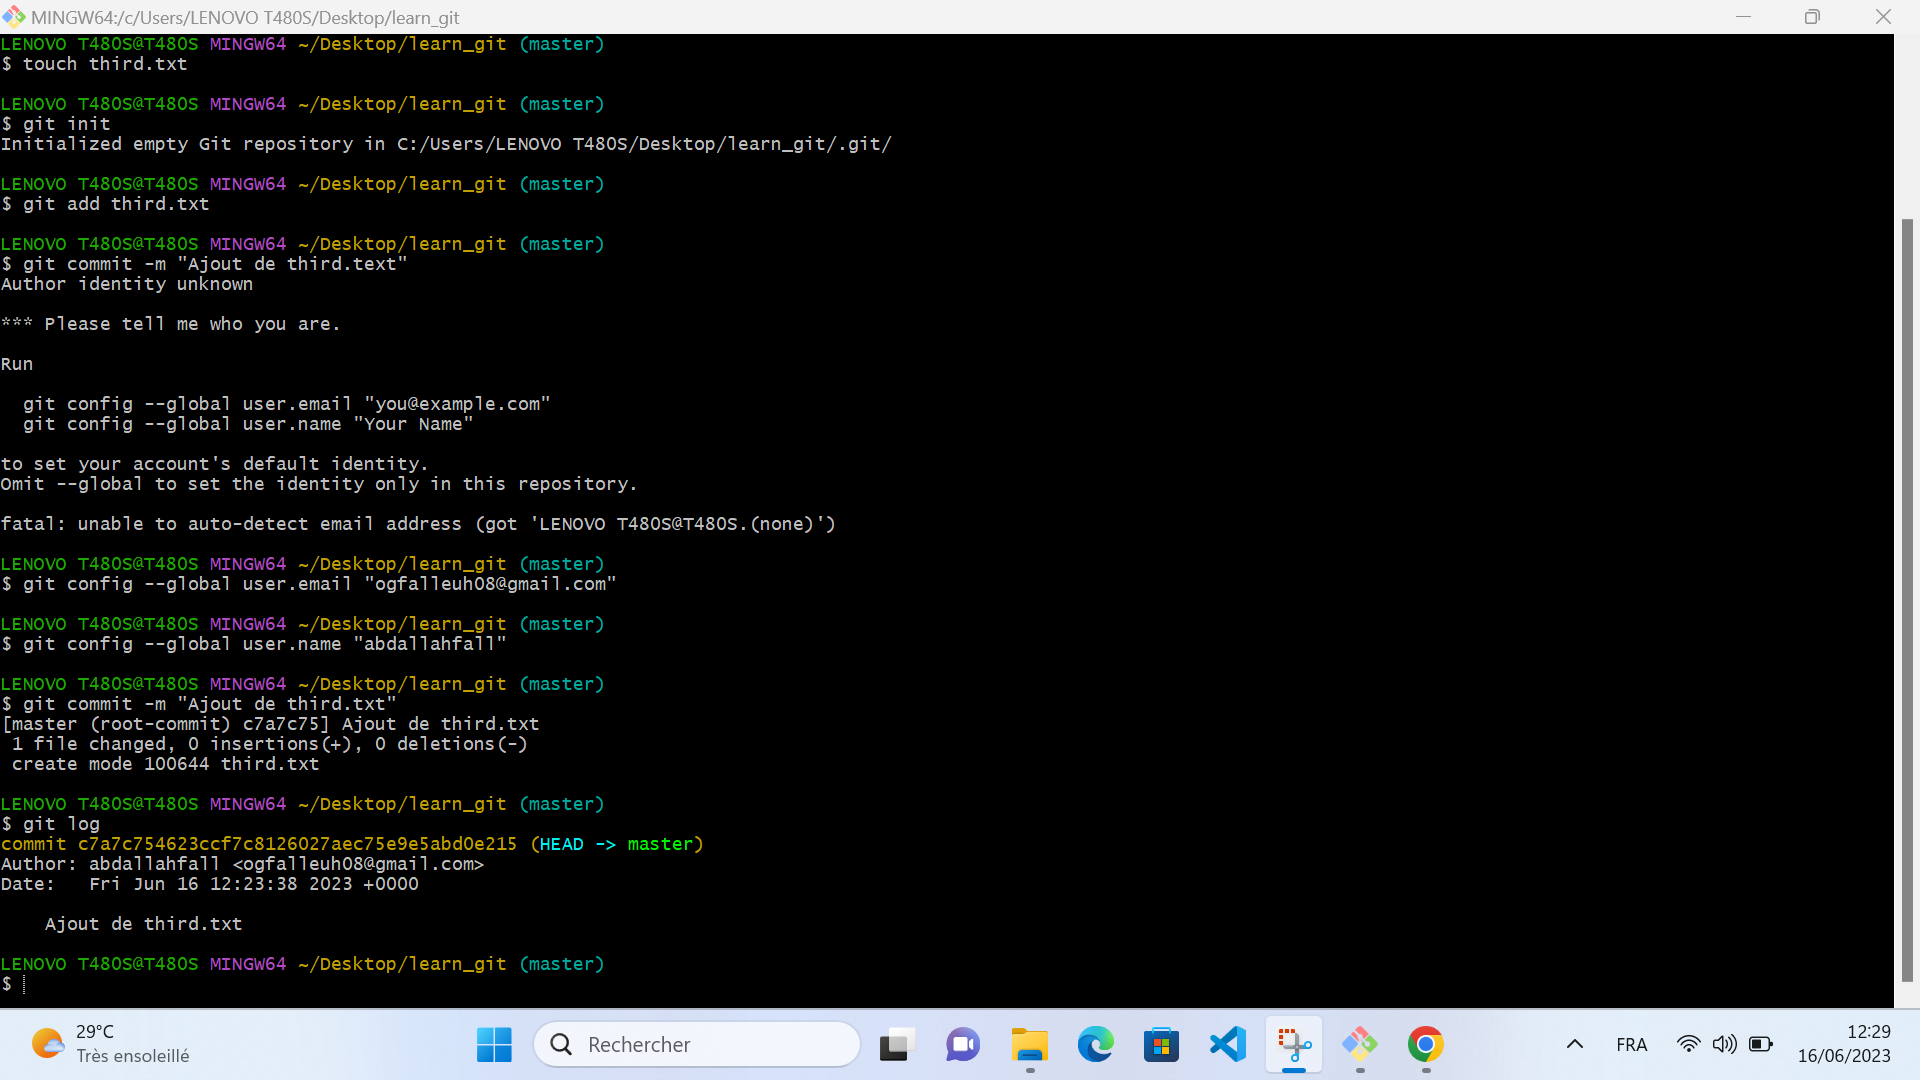 MINGW64:/c/Users/LENOVO T480S/Desktop/learn_git
LENOVO T480S@T480S MINGW64 ~/Desktop/learn_git (master)
$ touch third.txt
LENOVO T480S@T480S MINGW64 ~/Desktop/learn_git (master)
$ git init
Initialized empty Git repository in C:/Users/LENOVO T480S/Desktop/learn_git/.git/
LENOVO T480S@T480S MINGW64 ~/Desktop/learn_git (master)
$ git add third.txt
LENOVO T480S@T480S MINGW64 ~/Desktop/learn_git (master)
$ git commit -m "Ajout de third.text"
Author identity unknown
*** Please tell me who you are.
Run
git config --global user.email "you@example.com"
git config --global user.name "Your Name"
to set your account's default identity.
Omit --global to set the identity only in this repository.
fatal: unable to auto-detect email address (got 'LENOVO T480S@T480S.(none)')
LENOVO T480S@T480S MINGW64 ~/Desktop/learn_git (master)
$ git config --global user.email "ogfalleuh08@gmail.com"
LENOVO T480S@T480S MINGW64 ~/Desktop/learn_git (master)
$ git config --global user.name "abdallahfall"
LENOVO T480S@T480S MINGW64 ~/Desktop/learn_git (master)
$ git commit -m "Ajout de third.txt"
[master (root-commit) c7a7c75] Ajout de third.txt
1 file changed, 0 insertions(+), 0 deletions(-)
create mode 100644 third.txt
LENOVO T480S@T480S MINGW64 ~/Desktop/learn_git (master)
$ git log
commit c7a7c754623ccf7c8126027aec75e9e5abd0e215 (HEAD -> master)
Author: abdallahfall <ogfalleuh08@gmail.com>
Date:   Fri Jun 16 12:23:38 2023 +0000
Ajout de third.txt
LENOVO T480S@T480S MINGW64 ~/Desktop/learn_git (master)
$
29°C
Très ensoleillé
Rechercher
FRA
12:29
16/06/2023